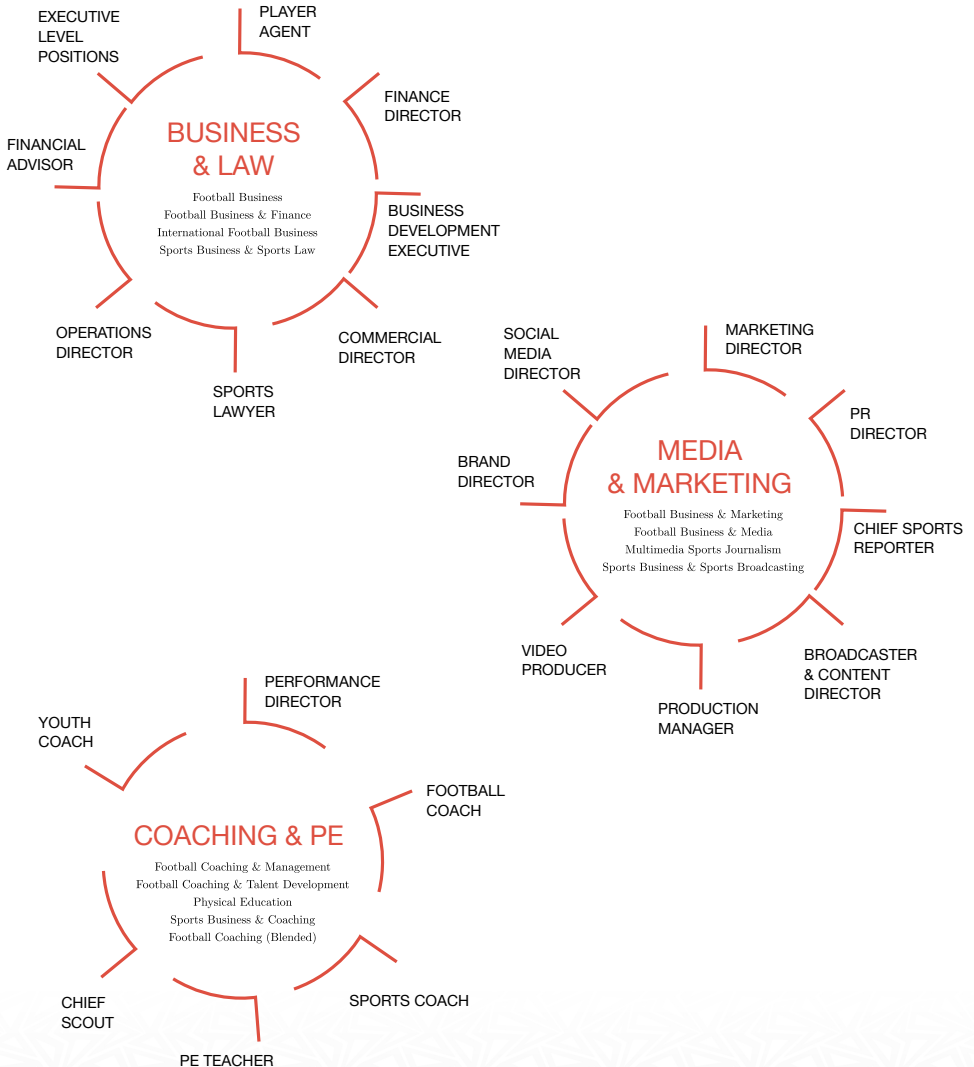 EXECUTIVE
LEVEL
POSITIONS
PLAYER
AGENT
FINANCE
DIRECTOR
FINANCIAL
ADVISOR
BUSINESS
& LAW
Football Business
Football Business & Finance
International Football Business
Sports Business & Sports Law
BUSINESS
DEVELOPMENT
EXECUTIVE
OPERATIONS
DIRECTOR
SPORTS
LAWYER
COMMERCIAL
DIRECTOR
SOCIAL
MEDIA
DIRECTOR
MARKETING
DIRECTOR
PR
DIRECTOR
BRAND
DIRECTOR
MEDIA
& MARKETING
Football Business & Marketing
Football Business & Media
Multimedia Sports Journalism
Sports Business & Sports Broadcasting
CHIEF SPORTS
REPORTER
VIDEO
PRODUCER
PRODUCTION
MANAGER
BROADCASTER
& CONTENT
DIRECTOR
YOUTH
COACH
PERFORMANCE
DIRECTOR
FOOTBALL
COACH
COACHING & PE
Football Coaching & Management
Football Coaching & Talent Development
Physical Education
Sports Business & Coaching
Football Coaching (Blended)
CHIEF
SCOUT
PE TEACHER
SPORTS COACH